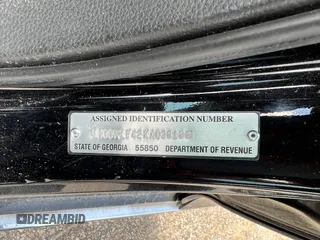 ASSIGNED IDENTIFICATION NUMBER
STATE OF GEORGIA 55850 DEPARTMENT OF REVENUE
DREAMBID